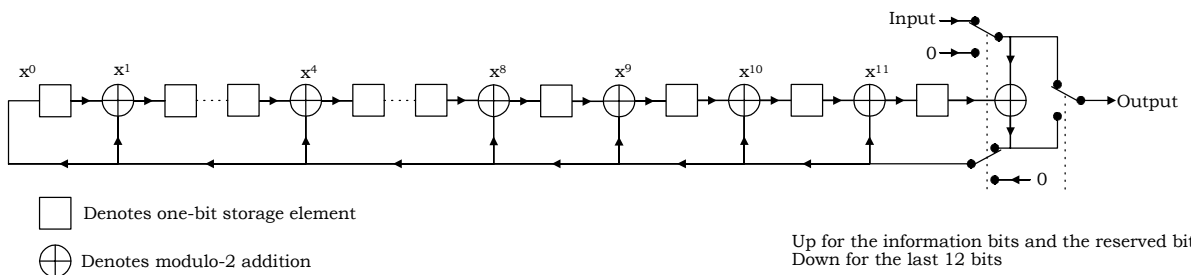 Input
0
x⁰ x¹ x⁴ x⁸ x⁹ x¹⁰ x¹¹
Output
0
Denotes one-bit storage element
Denotes modulo-2 addition
Up for the information bits and the reserved bit
Down for the last 12 bits